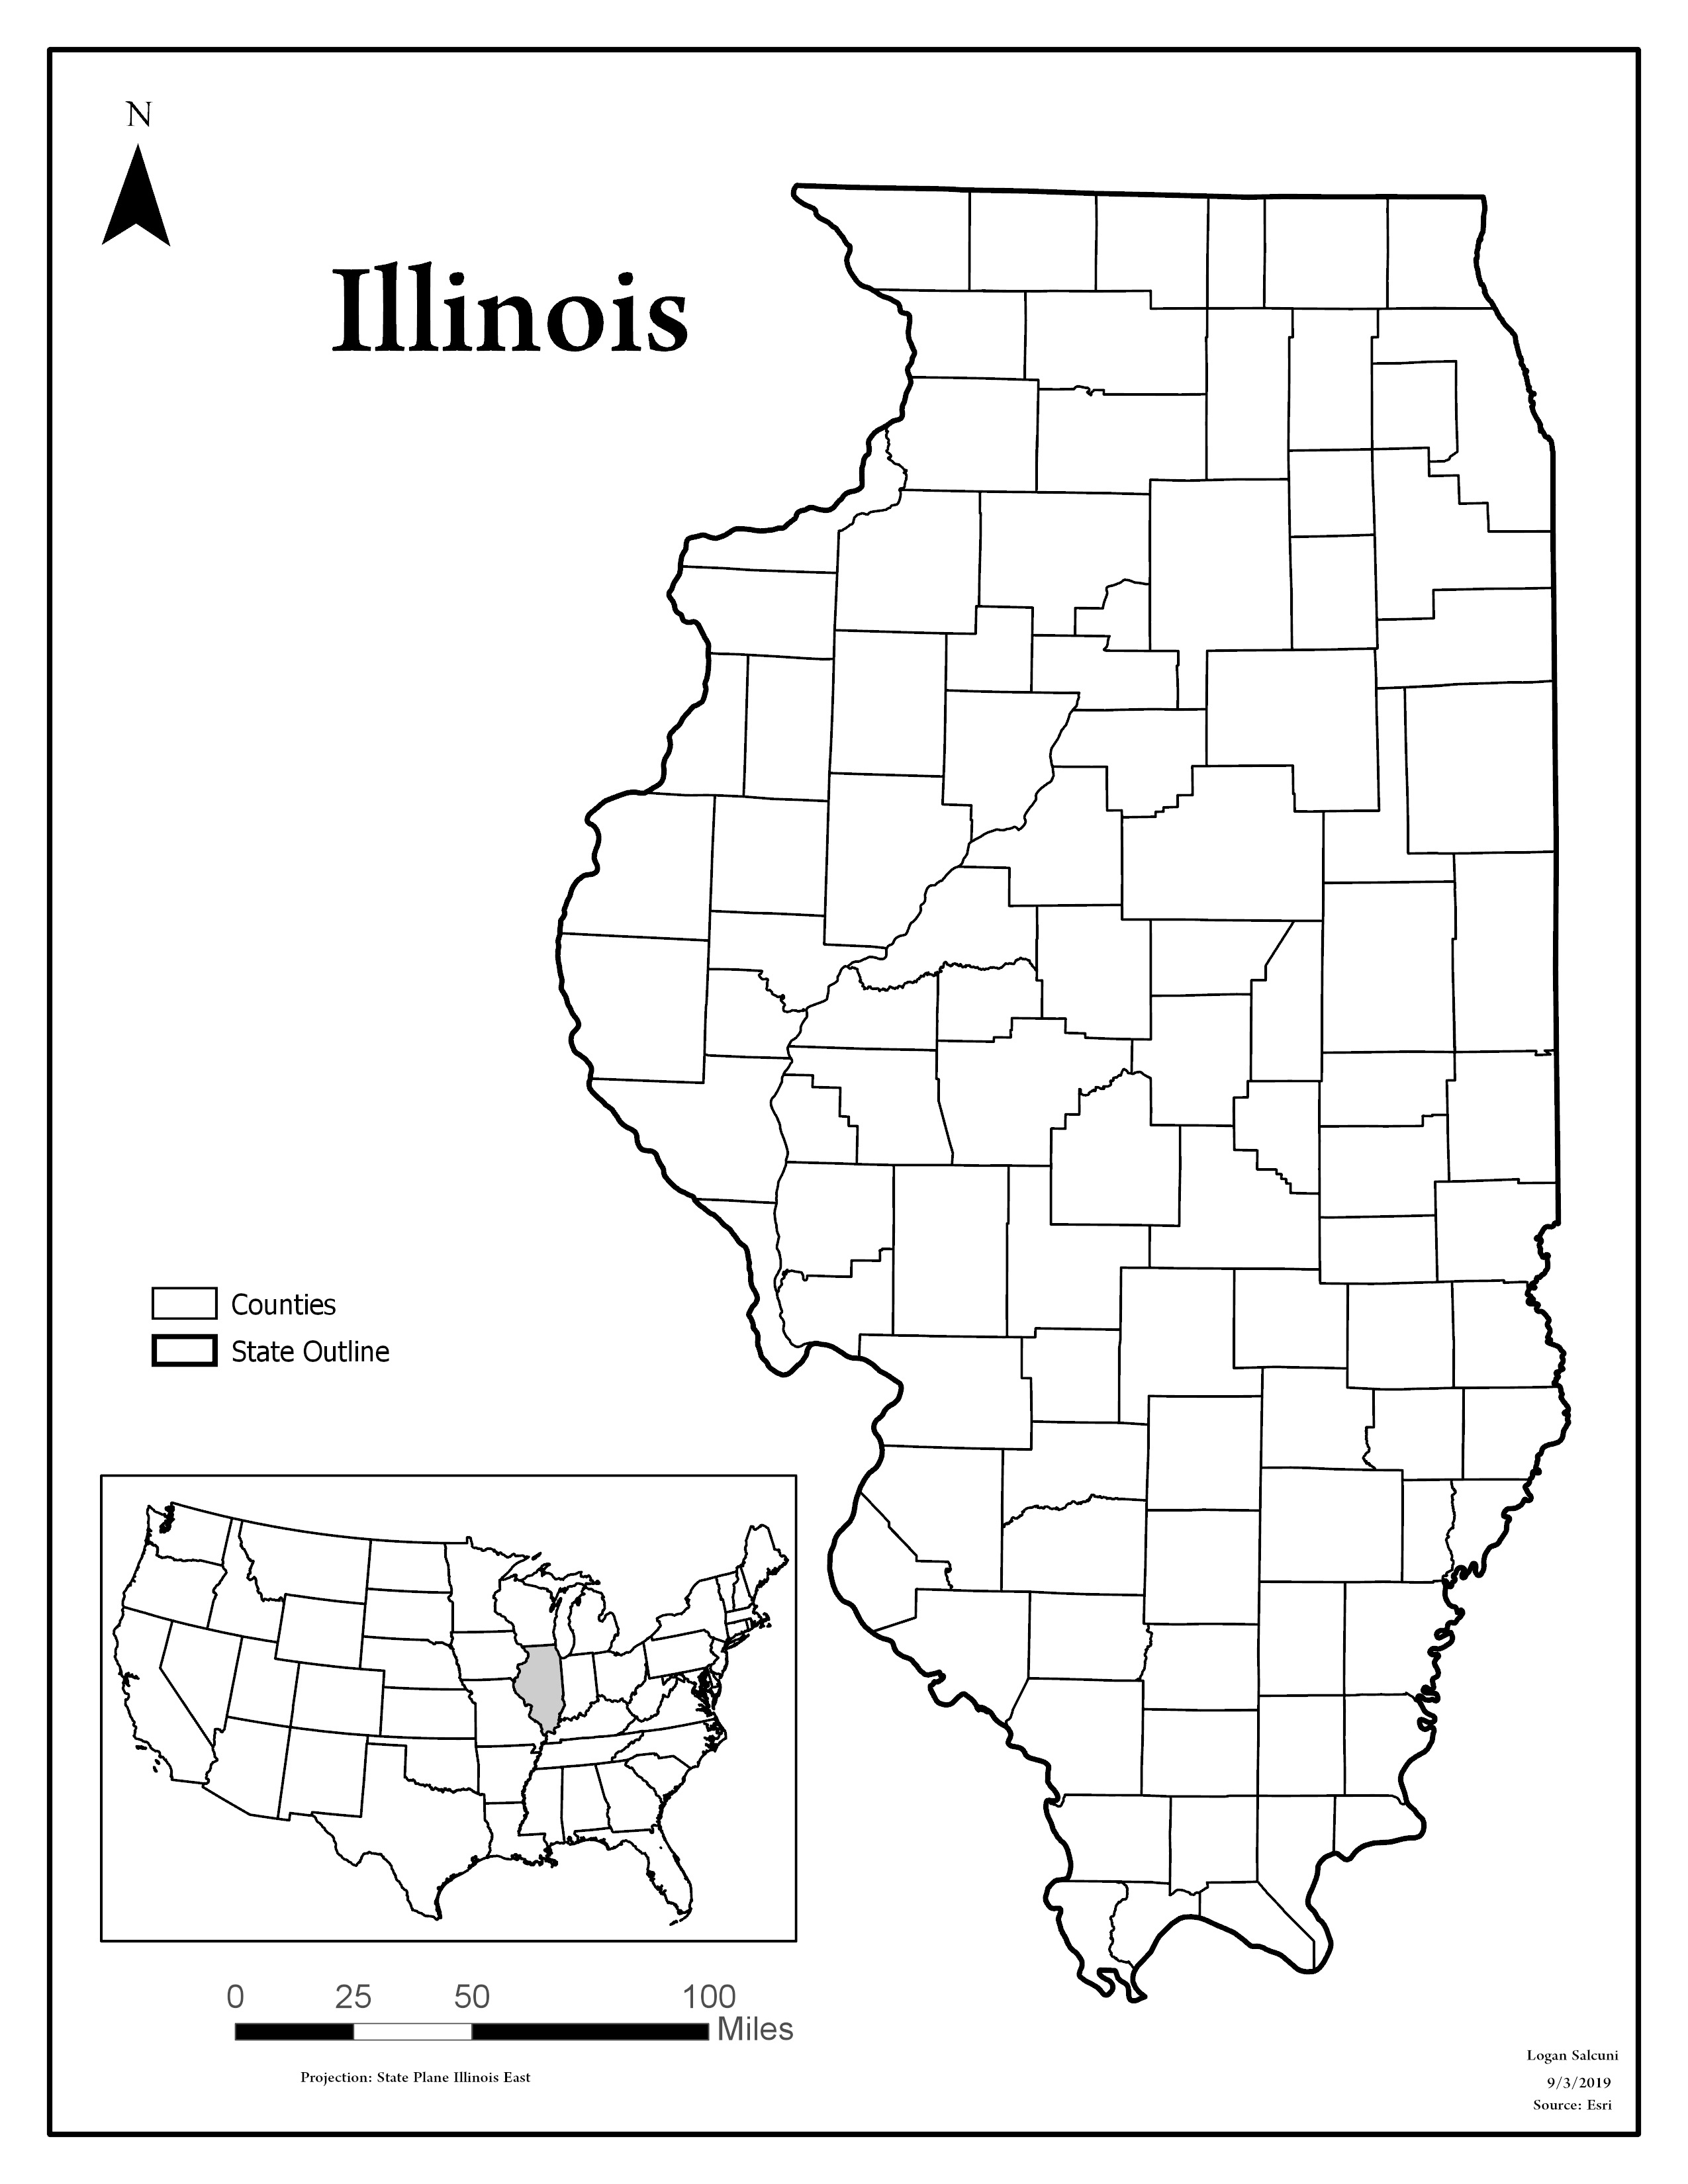 N
Illinois
Counties
State Outline
0 25 50 100
Miles
Projection: State Plane Illinois East
Logan Salcuni
9/3/2019
Source: Esri